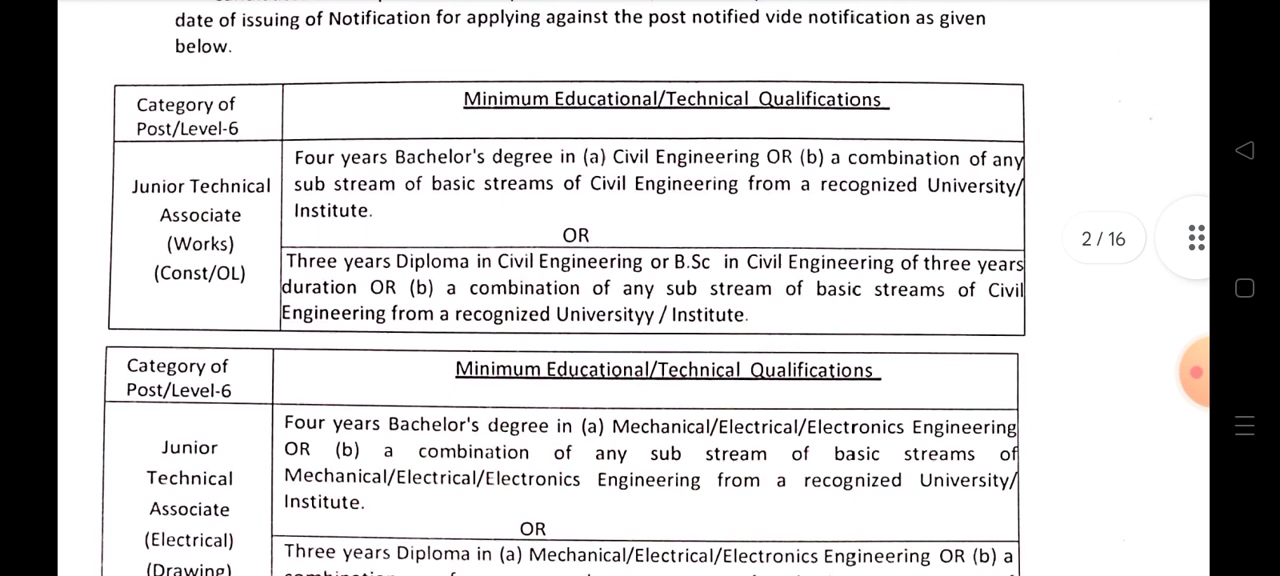 date of issuing of Notification for applying against the post notified vide notification as given
below.
Category of
Post/Level-6
Minimum Educational/Technical Qualifications
Junior Technical
Associate
(Works)
(Const/OL)
Four years Bachelor's degree in (a) Civil Engineering OR (b) a combination of any
sub stream of basic streams of Civil Engineering from a recognized University/
Institute.
OR
Three years Diploma in Civil Engineering or B.Sc in Civil Engineering of three years
duration OR (b) a combination of any sub stream of basic streams of Civil
Engineering from a recognized Universityy / Institute.
2 / 16
Category of
Post/Level-6
Minimum Educational/Technical Qualifications
Junior
Technical
Associate
(Electrical)
(Drawing)
Four years Bachelor's degree in (a) Mechanical/Electrical/Electronics Engineering
OR (b) a combination of any sub stream of basic streams of
Mechanical/Electrical/Electronics Engineering from a recognized University/
Institute.
OR
Three years Diploma in (a) Mechanical/Electrical/Electronics Engineering OR (b) a